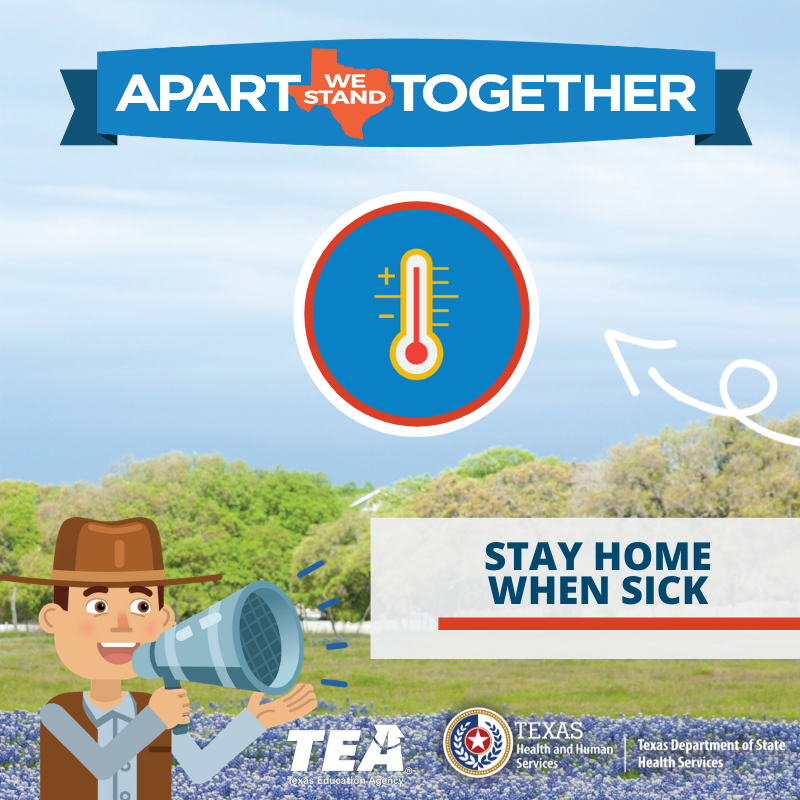 APART WE STAND TOGETHER
STAY HOME
WHEN SICK
TEA®
Texas Education Agency
TEXAS
Health and Human
Services
Texas Department of State
Health Services